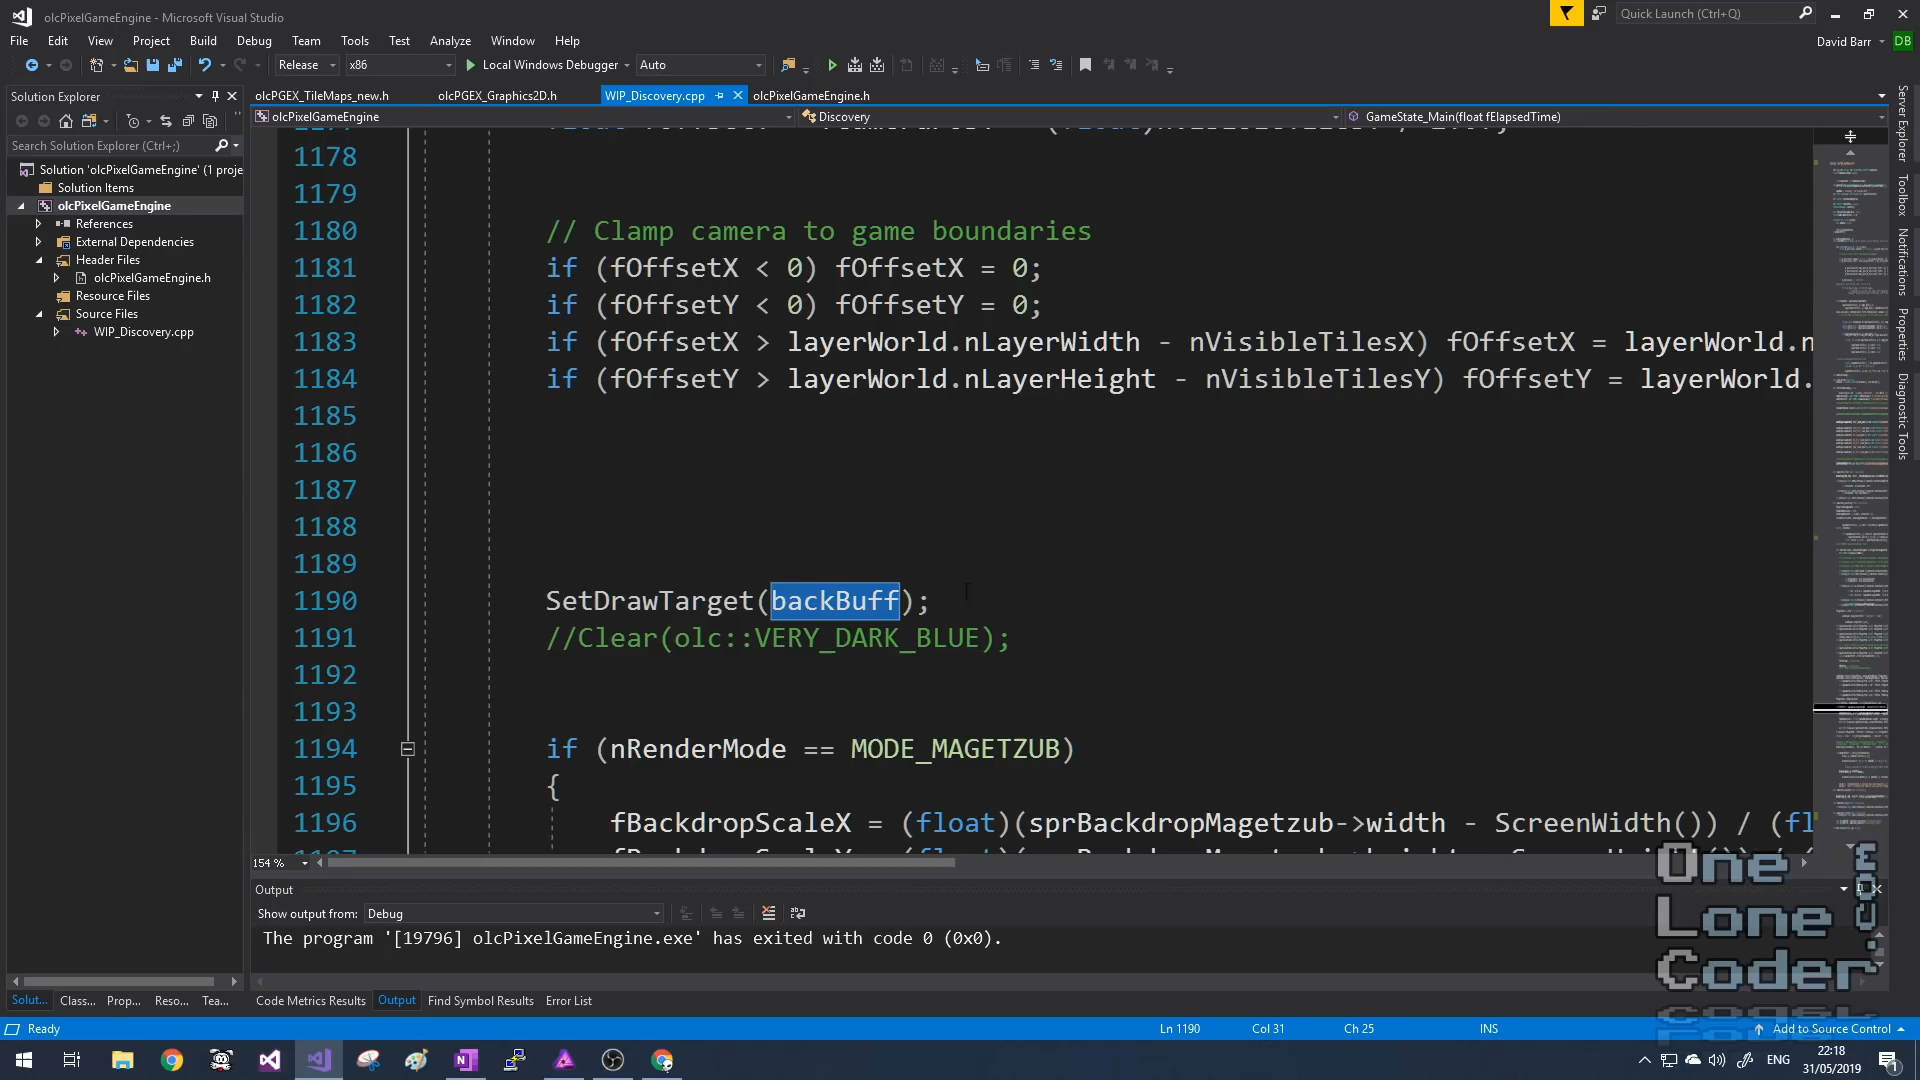 olcPixelGameEngine - Microsoft Visual Studio
Quick Launch (Ctrl+Q)
File Edit View Project Build Debug Team Tools Test Analyze Window Help
David Barr DB
Release x86 Local Windows Debugger Auto
Solution Explorer
olcPGEX_TileMaps_new.h olcPGEX_Graphics2D.h WIP_Discovery.cpp olcPixelGameEngine.h
olcPixelGameEngine Discovery GameState_Main(float fElapsedTime)
Search Solution Explorer (Ctrl+;)
Solution 'olcPixelGameEngine' (1 proje
Solution Items
olcPixelGameEngine
References
External Dependencies
Header Files
olcPixelGameEngine.h
Resource Files
Source Files
WIP_Discovery.cpp
1178
1179
1180 // Clamp camera to game boundaries
1181 if (fOffsetX < 0) fOffsetX = 0;
1182 if (fOffsetY < 0) fOffsetY = 0;
1183 if (fOffsetX > layerWorld.nLayerWidth - nVisibleTilesX) fOffsetX = layerWorld.n
1184 if (fOffsetY > layerWorld.nLayerHeight - nVisibleTilesY) fOffsetY = layerWorld.
1185
1186
1187
1188
1189
1190 SetDrawTarget(backBuff);
1191 //Clear(olc::VERY_DARK_BLUE);
1192
1193
1194 if (nRenderMode == MODE_MAGETZUB)
1195 {
1196 fBackdropScaleX = (float)(sprBackdropMagetzub->width - ScreenWidth()) / (fl
154 %
Server Explorer
Toolbox
Notifications
Properties
Diagnostic Tools
Output
Show output from: Debug
The program '[19796] olcPixelGameEngine.exe' has exited with code 0 (0x0).
One
Lone
Coder
.com
Solut... Class... Prop... Reso... Tea...
Code Metrics Results Output Find Symbol Results Error List
Ready
Ln 1190 Col 31 Ch 25 INS
Add to Source Control
ENG
22:18
31/05/2019
1